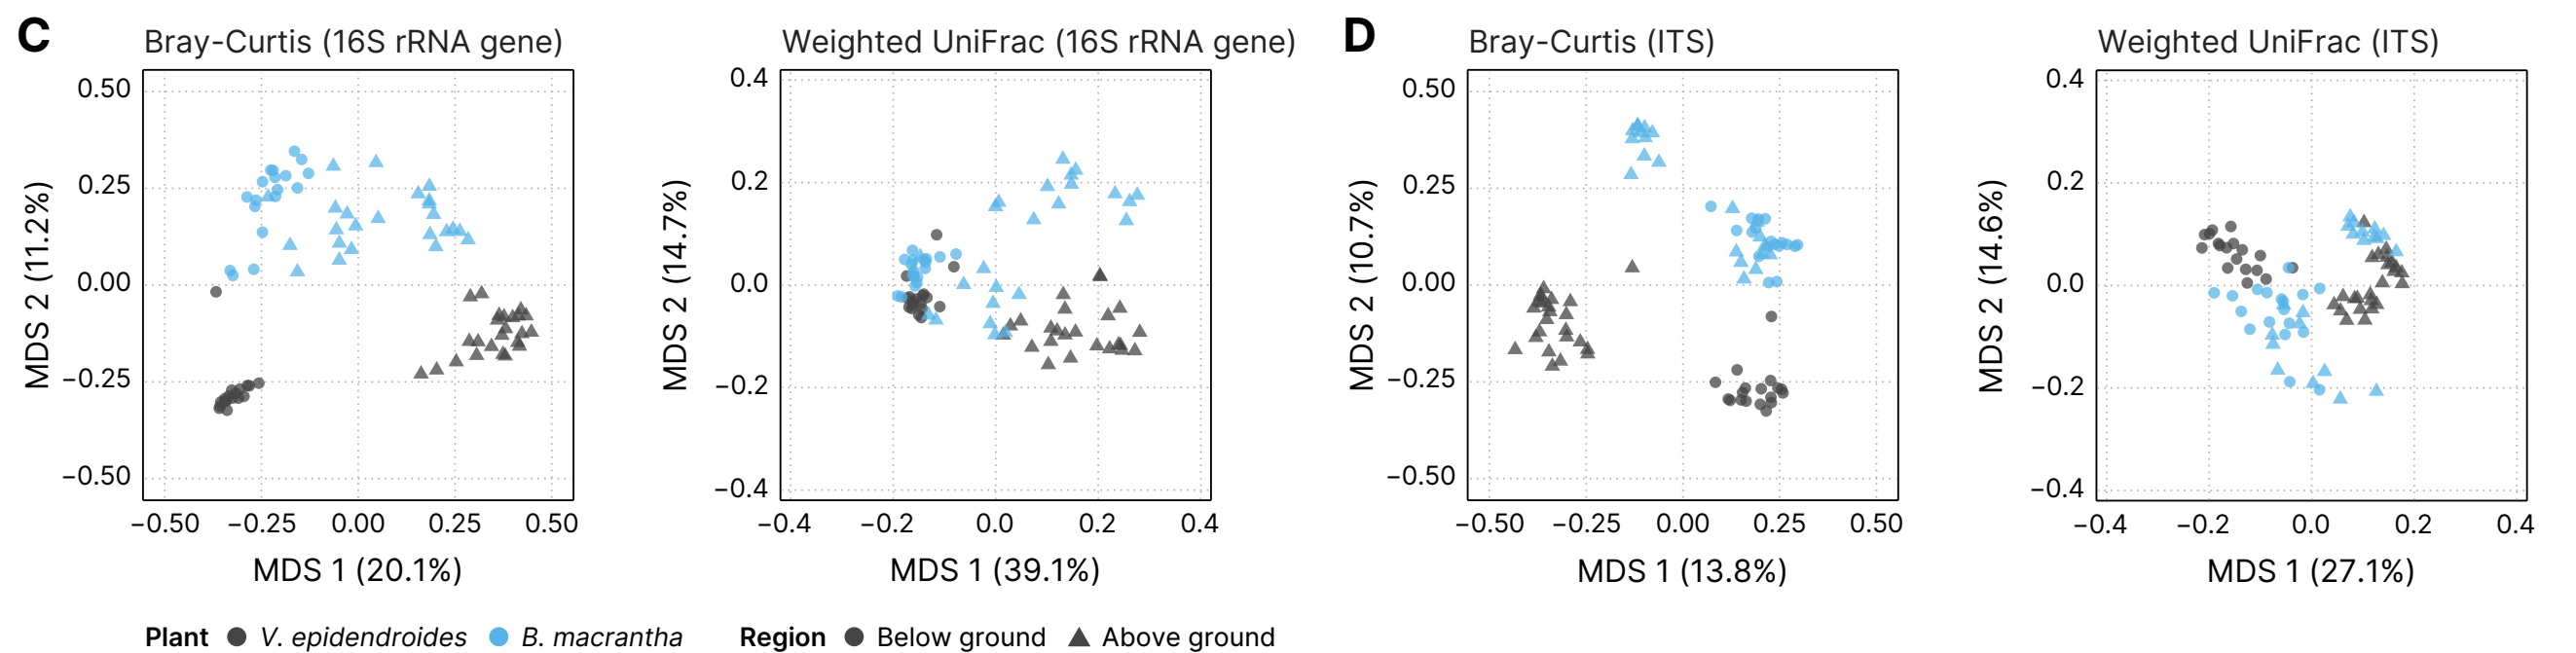 C
Bray-Curtis (16S rRNA gene)
MDS 2 (11.2%)
0.50
0.25
0.00
−0.25
−0.50
−0.50 −0.25 0.00 0.25 0.50
MDS 1 (20.1%)
Weighted UniFrac (16S rRNA gene)
MDS 2 (14.7%)
0.4
0.2
0.0
−0.2
−0.4
−0.4 −0.2 0.0 0.2 0.4
MDS 1 (39.1%)
D
Bray-Curtis (ITS)
MDS 2 (10.7%)
0.50
0.25
0.00
−0.25
−0.50
−0.50 −0.25 0.00 0.25 0.50
MDS 1 (13.8%)
Weighted UniFrac (ITS)
MDS 2 (14.6%)
0.4
0.2
0.0
−0.2
−0.4
−0.4 −0.2 0.0 0.2 0.4
MDS 1 (27.1%)
Plant V. epidendroides B. macrantha
Region Below ground Above ground